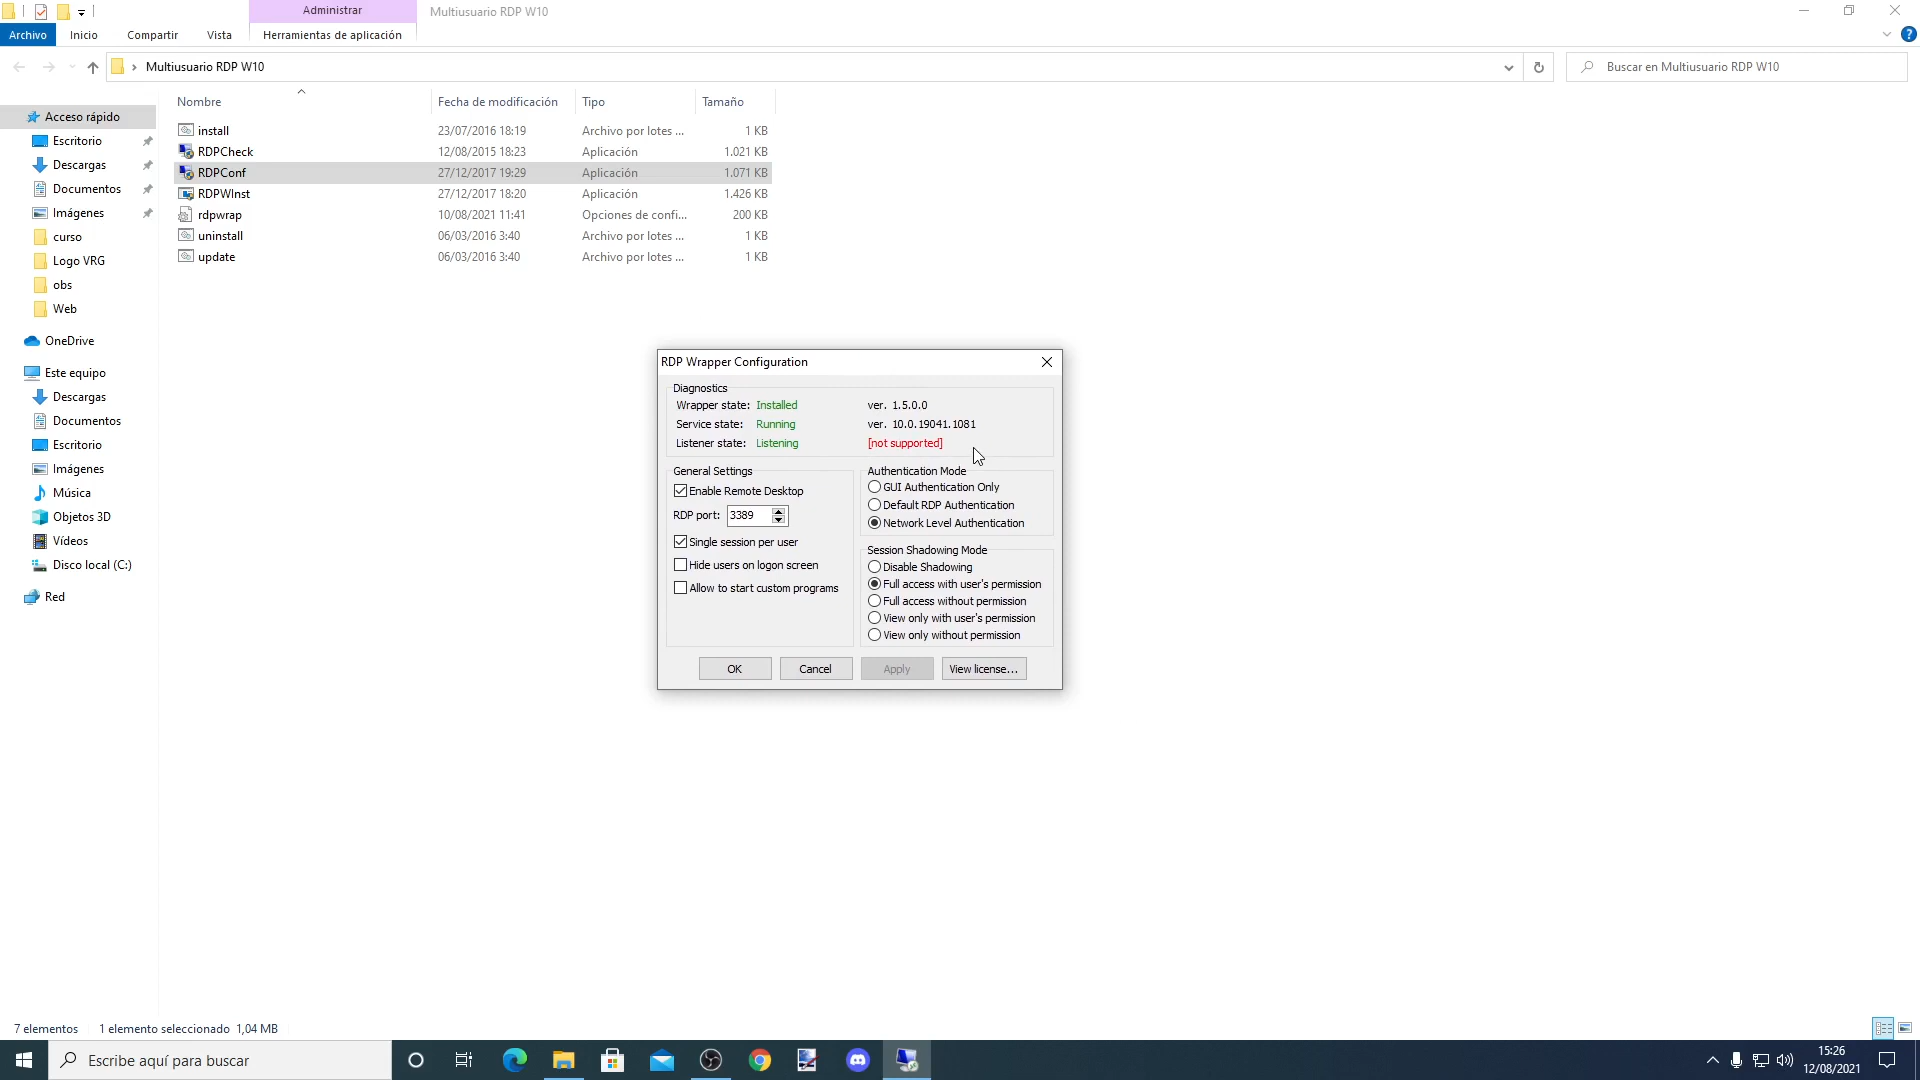 Administrar
Multiusuario RDP W10
Archivo
Inicio
Compartir
Vista
Herramientas de aplicación
?
Multiusuario RDP W10
Buscar en Multiusuario RDP W10
Nombre
Fecha de modificación
Tipo
Tamaño
install
23/07/2016 18:19
Archivo por lotes ...
1 KB
RDPCheck
12/08/2015 18:23
Aplicación
1.021 KB
RDPConf
27/12/2017 19:29
Aplicación
1.071 KB
RDPWInst
27/12/2017 18:20
Aplicación
1.426 KB
rdpwrap
10/08/2021 11:41
Opciones de confi...
200 KB
uninstall
06/03/2016 3:40
Archivo por lotes ...
1 KB
update
06/03/2016 3:40
Archivo por lotes ...
1 KB
Acceso rápido
Escritorio
Descargas
Documentos
Imágenes
curso
Logo VRG
obs
Web
OneDrive
Este equipo
Descargas
Documentos
Escritorio
Imágenes
Música
Objetos 3D
Vídeos
Disco local (C:)
Red
RDP Wrapper Configuration
Diagnostics
Wrapper state: Installed
ver. 1.5.0.0
Service state: Running
ver. 10.0.19041.1081
Listener state: Listening
[not supported]
General Settings
Enable Remote Desktop
RDP port: 3389
Single session per user
Hide users on logon screen
Allow to start custom programs
Authentication Mode
GUI Authentication Only
Default RDP Authentication
Network Level Authentication
Session Shadowing Mode
Disable Shadowing
Full access with user's permission
Full access without permission
View only with user's permission
View only without permission
OK
Cancel
Apply
View license...
7 elementos
1 elemento seleccionado 1,04 MB
Escribe aquí para buscar
15:26
12/08/2021